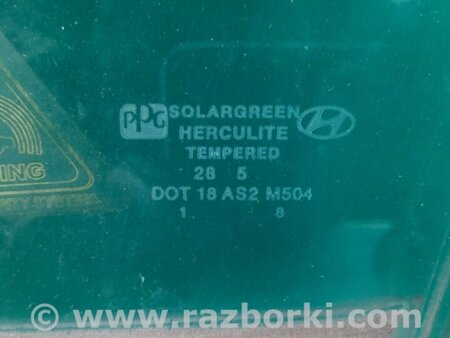 PPG SOLARGREEN
HERCULITE
TEMPERED
28 5
DOT 18 AS2 M504
1 8
ING
© www.razborki.com